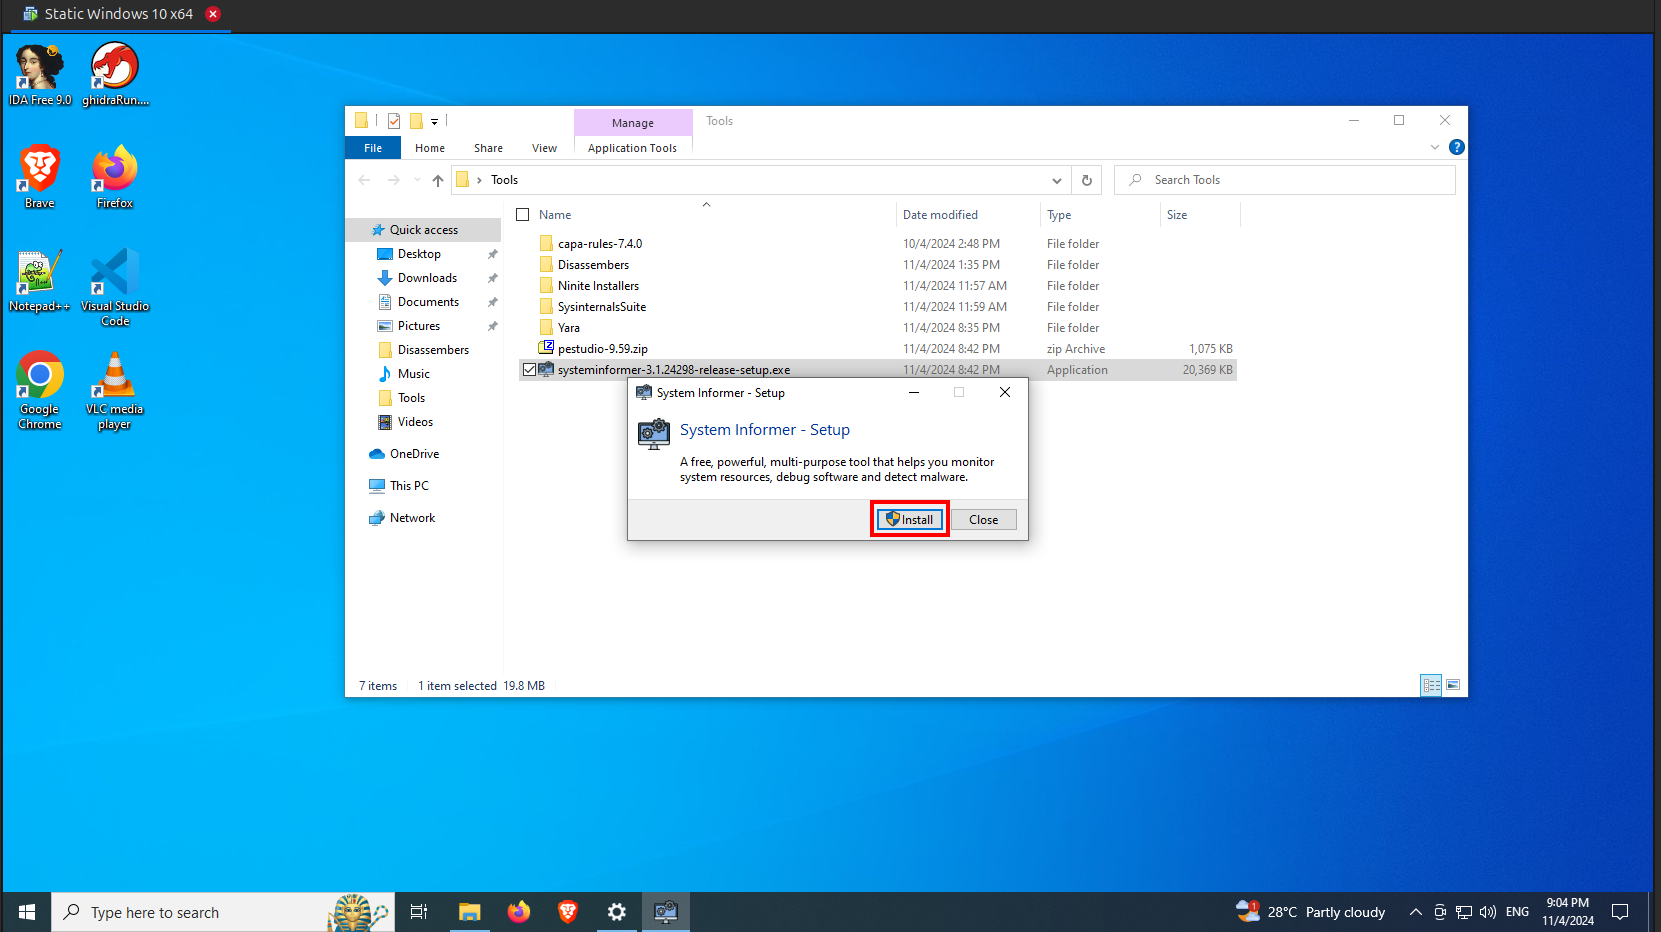 Static Windows 10 x64
IDA Free 9.0
ghidraRun....
Brave
Firefox
Notepad++
Visual Studio
Code
Google
Chrome
VLC media
player
Manage
Tools
File
Home
Share
View
Application Tools
?
Tools
Search Tools
Name
Date modified
Type
Size
Quick access
Desktop
Downloads
Documents
Pictures
Disassembers
Music
Tools
Videos
OneDrive
This PC
Network
capa-rules-7.4.0 10/4/2024 2:48 PM File folder
Disassembers 11/4/2024 1:35 PM File folder
Ninite Installers 11/4/2024 11:57 AM File folder
SysinternalsSuite 11/4/2024 11:59 AM File folder
Yara 11/4/2024 8:35 PM File folder
pestudio-9.59.zip 11/4/2024 8:42 PM zip Archive 1,075 KB
systeminformer-3.1.24298-release-setup.exe 11/4/2024 8:42 PM Application 20,369 KB
System Informer - Setup
System Informer - Setup
A free, powerful, multi-purpose tool that helps you monitor
system resources, debug software and detect malware.
Install
Close
7 items 1 item selected 19.8 MB
Type here to search
1
28°C Partly cloudy
ENG
9:04 PM
11/4/2024